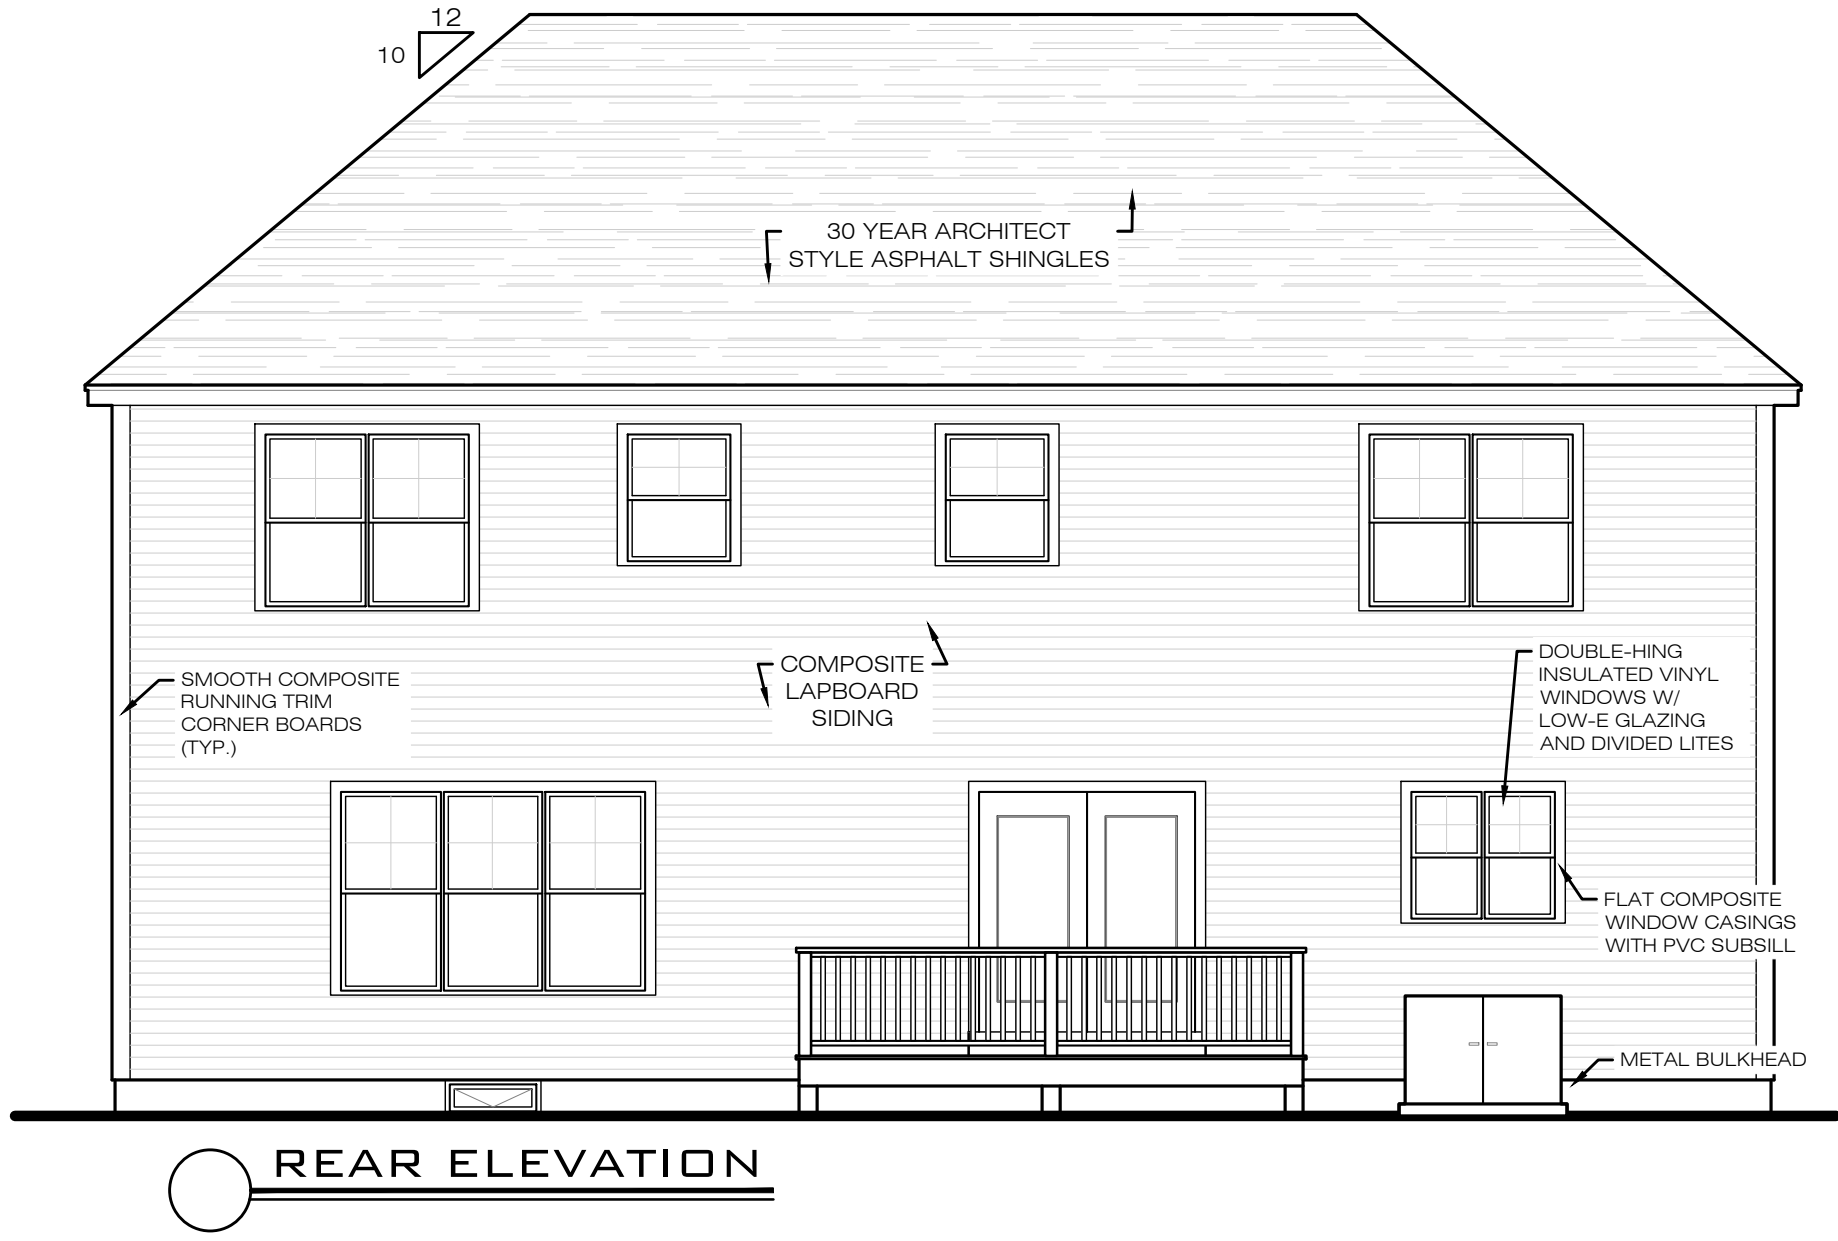 12
10
30 YEAR ARCHITECT
STYLE ASPHALT SHINGLES
COMPOSITE
LAPBOARD
SIDING
SMOOTH COMPOSITE
RUNNING TRIM
CORNER BOARDS
(TYP.)
DOUBLE-HING
INSULATED VINYL
WINDOWS W/
LOW-E GLAZING
AND DIVIDED LITES
FLAT COMPOSITE
WINDOW CASINGS
WITH PVC SUBSILL
METAL BULKHEAD
REAR ELEVATION